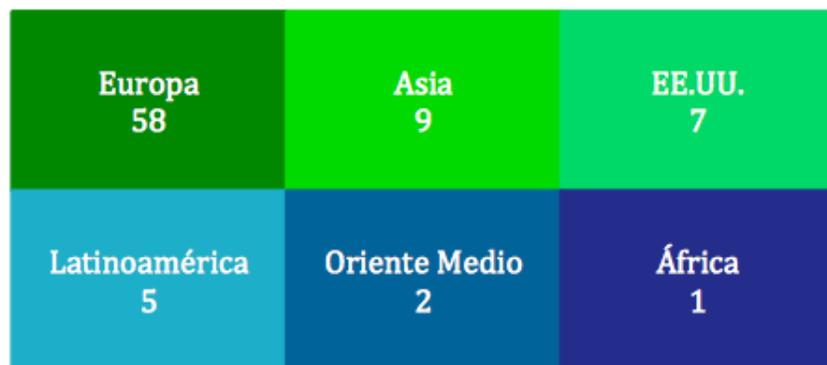 Europa
58
Asia
9
EE.UU.
7
Latinoamérica
5
Oriente Medio
2
África
1